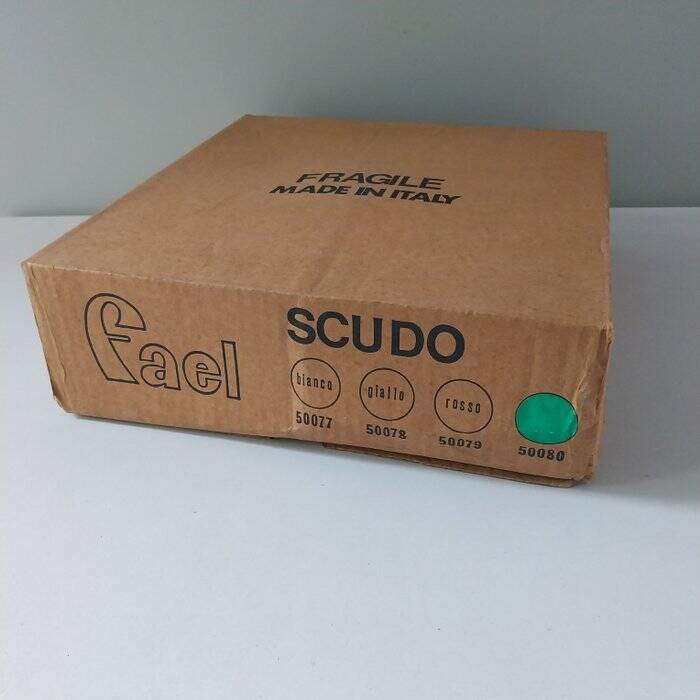 FRAGILE
MADE IN ITALY
fael
SCUDO
bianco giallo rosso
50077 50078 50079 50080